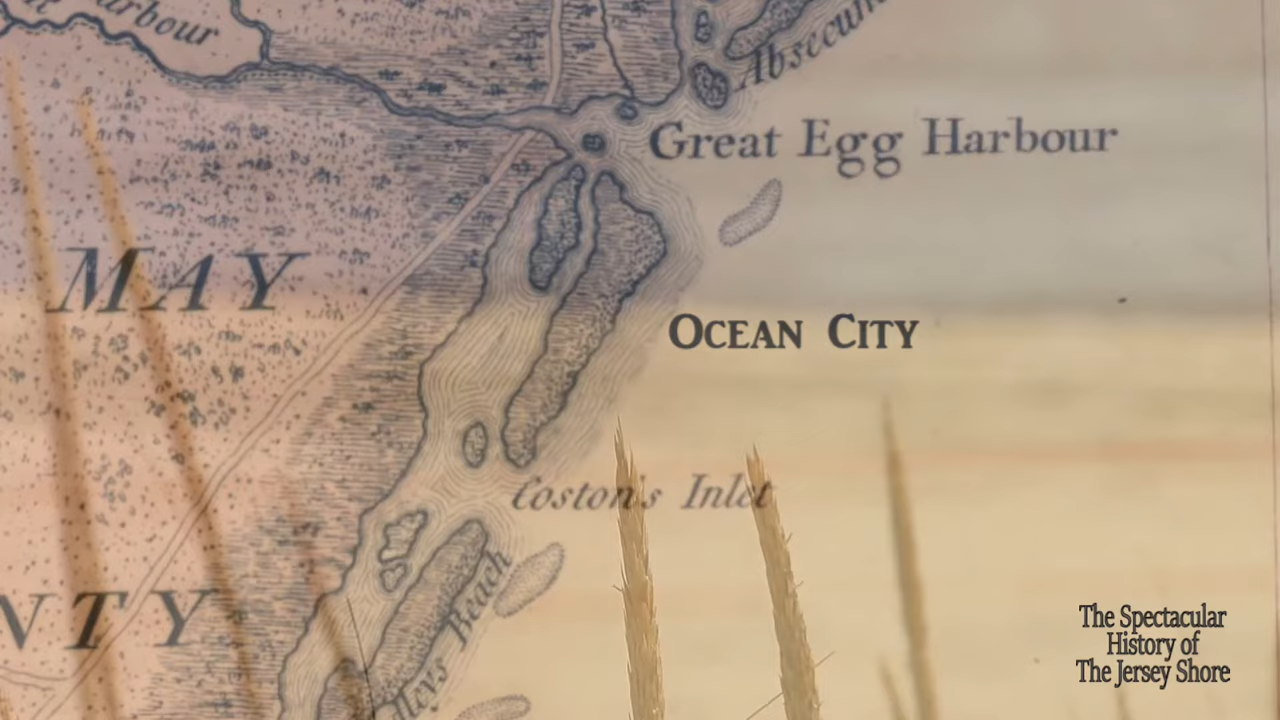 arbour
Absecum
Great Egg Harbour
MAY
OCEAN CITY
Coston's Inlet
NTY
Leys Beach
The Spectacular
History of
The Jersey Shore